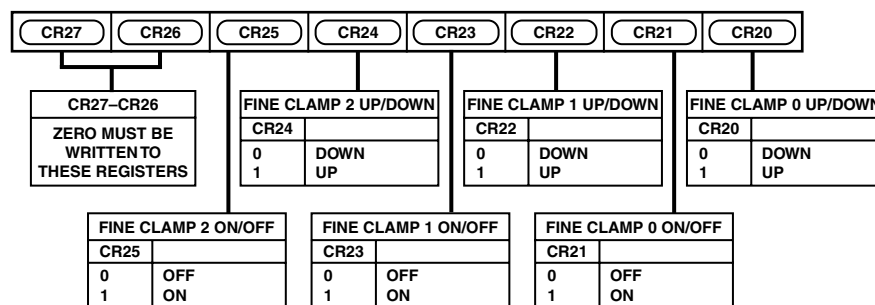 CR27 CR26 CR25 CR24 CR23 CR22 CR21 CR20
CR27–CR26
ZERO MUST BE
WRITTEN TO
THESE REGISTERS
FINE CLAMP 2 UP/DOWN
CR24
0 DOWN
1 UP
FINE CLAMP 1 UP/DOWN
CR22
0 DOWN
1 UP
FINE CLAMP 0 UP/DOWN
CR20
0 DOWN
1 UP
FINE CLAMP 2 ON/OFF
CR25
0 OFF
1 ON
FINE CLAMP 1 ON/OFF
CR23
0 OFF
1 ON
FINE CLAMP 0 ON/OFF
CR21
0 OFF
1 ON